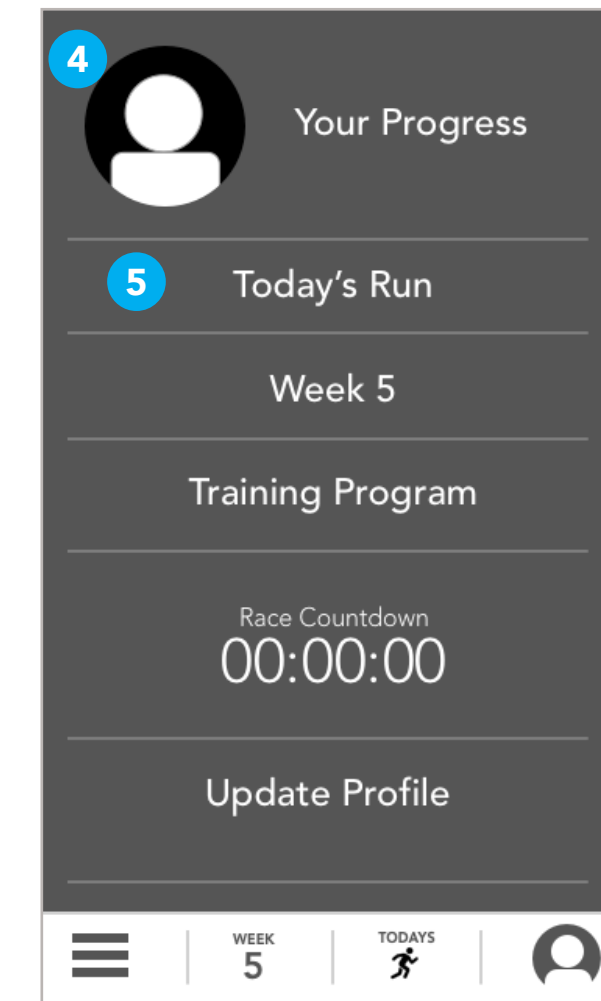 4
Your Progress
5
Today’s Run
Week 5
Training Program
Race Countdown
00:00:00
Update Profile
WEEK
5
TODAYS